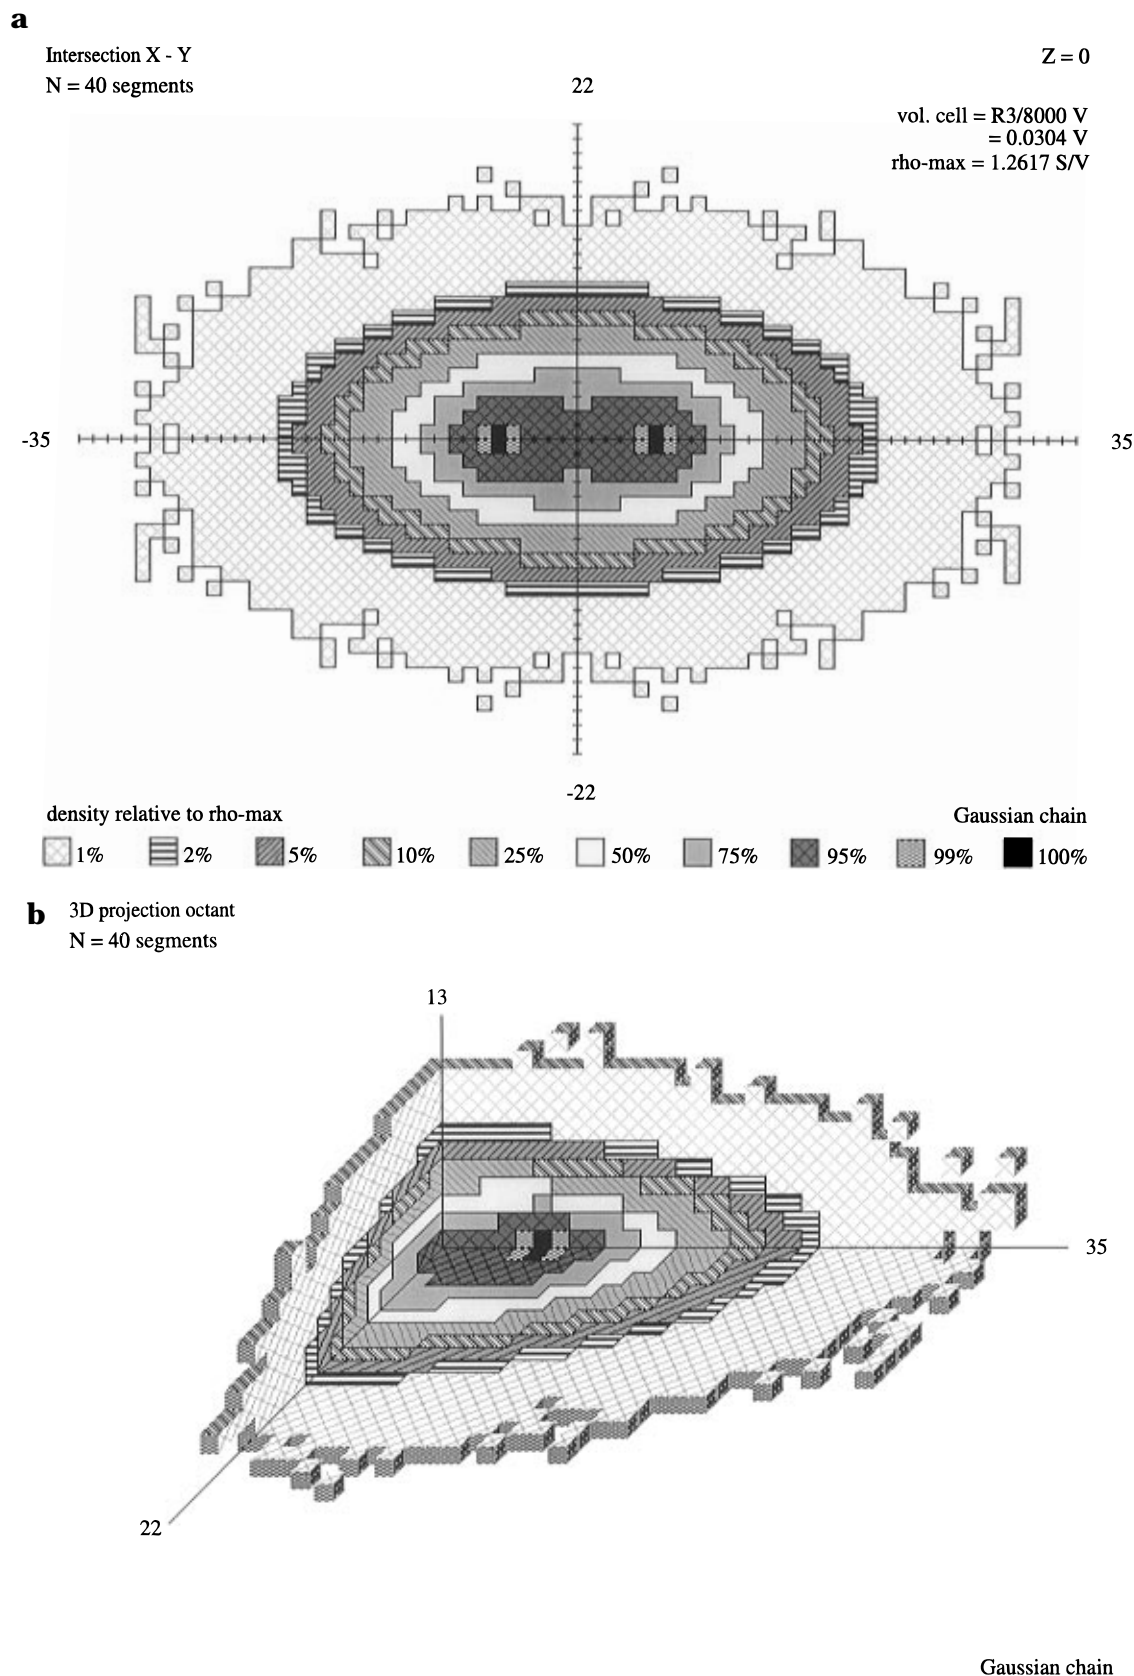 a
Intersection X - Y
Z = 0
N = 40 segments
22
vol. cell = R3/8000 V
= 0.0304 V
rho-max = 1.2617 S/V
-35
35
-22
density relative to rho-max
Gaussian chain
1% 2% 5% 10% 25% 50% 75% 95% 99% 100%
b 3D projection octant
N = 40 segments
13
35
22
Gaussian chain